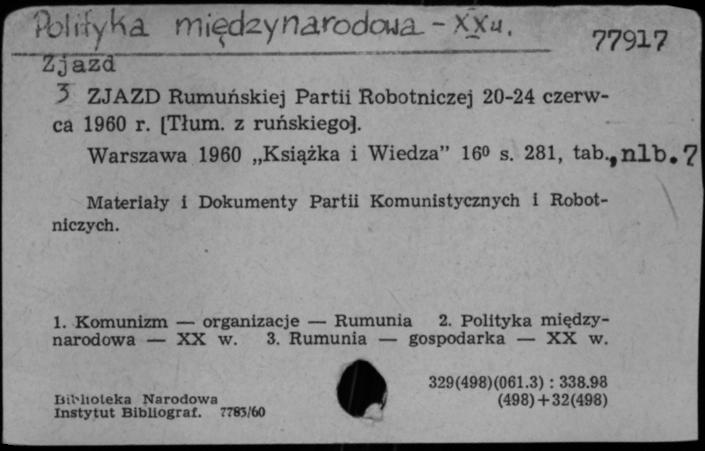 Polityka międzynarodowa - XX w.
77917
Zjazd
3 ZJAZD Rumuńskiej Partii Robotniczej 20-24 czerw-
ca 1960 r. [Tłum. z ruńskiego].
Warszawa 1960 „Książka i Wiedza” 16⁰ s. 281, tab., nlb. 7
Materiały i Dokumenty Partii Komunistycznych i Robot-
niczych.
1. Komunizm — organizacje — Rumunia 2. Polityka między-
narodowa — XX w. 3. Rumunia — gospodarka — XX w.
329(498)(061.3) : 338.98
(498)+32(498)
Biblioteka Narodowa
Instytut Bibliograf. 7783/60